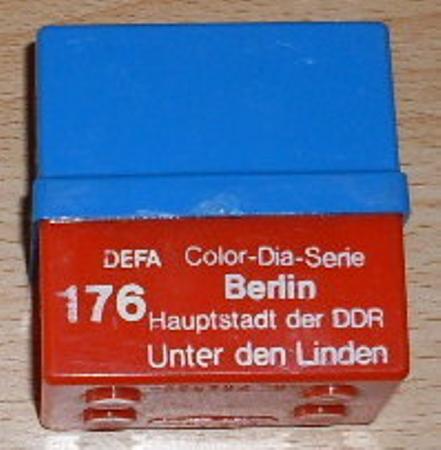 DEFA Color-Dia-Serie
176 Berlin
Hauptstadt der DDR
Unter den Linden